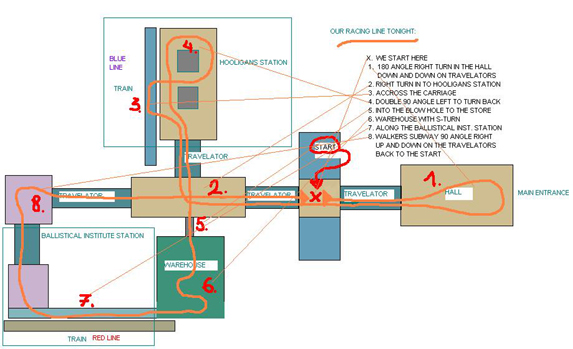 OUR RACING LINE TONIGHT:
X. WE START HERE
1, 180 ANGLE RIGHT TURN IN THE HALL
DOWN AND DOWN ON TRAVELATORS
2, RIGHT TURN IN TO HOOLIGANS STATION
3, ACCROSS THE CARRIAGE
4, DOUBLE 90 ANGLE LEFT TO TURN BACK
5, INTO THE BLOW HOLE TO THE STORE
6, WAREHOUSE WITH S-TURN
7, ALONG THE BALLISTICAL INST. STATION
8, WALKERS SUBWAY 90 ANGLE RIGHT
UP AND DOWN ON THE TRAVELATORS
BACK TO THE START
4.
BLUE
LINE
HOOLIGANS STATION
TRAIN
3.
START
TRAVELATOR
1.
2.
TRAVELATOR
TRAVELATOR
X
TRAVELATOR
HALL
MAIN ENTRANCE
8.
5.
BALLISTICAL INSTITUTE STATION
WAREHOUSE
6.
7.
TRAIN RED LINE